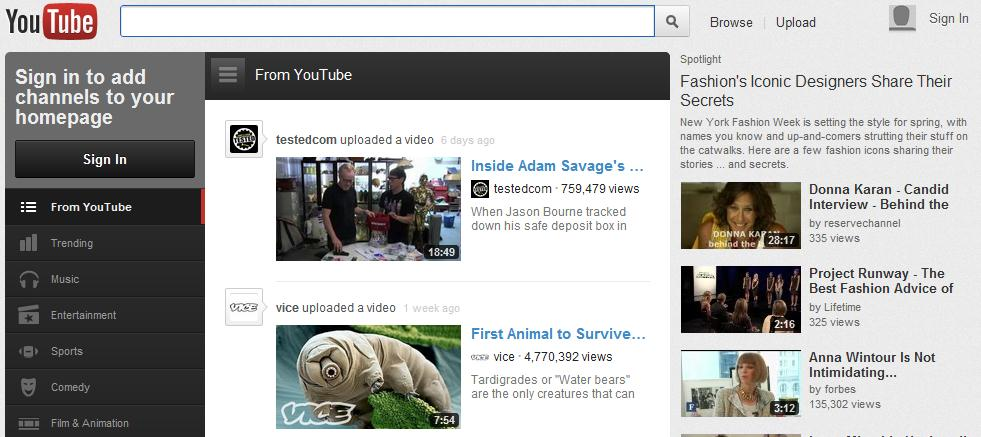 YouTube
Browse
Upload
Sign In
Sign in to add
channels to your
homepage
Sign In
From YouTube
Trending
Music
Entertainment
Sports
Comedy
Film & Animation
From YouTube
testedcom uploaded a video 6 days ago
TESTED
Inside Adam Savage's ...
testedcom · 759,479 views
When Jason Bourne tracked
down his safe deposit box in
18:49
vice uploaded a video 1 week ago
VICE
First Animal to Survive...
VICE
vice · 4,770,392 views
Tardigrades or "Water bears"
are the only creatures that can
VICE
7:54
Spotlight
Fashion's Iconic Designers Share Their
Secrets
New York Fashion Week is setting the style for spring, with
names you know and up-and-comers strutting their stuff on
the catwalks. Here are a few fashion icons sharing their
stories ... and secrets.
DONNA KARAN
behind the
28:17
Donna Karan - Candid
Interview - Behind the
by reservechannel
335 views
2:16
Project Runway - The
Best Fashion Advice of
by Lifetime
325 views
F
3:12
Anna Wintour Is Not
Intimidating...
by forbes
135,302 views